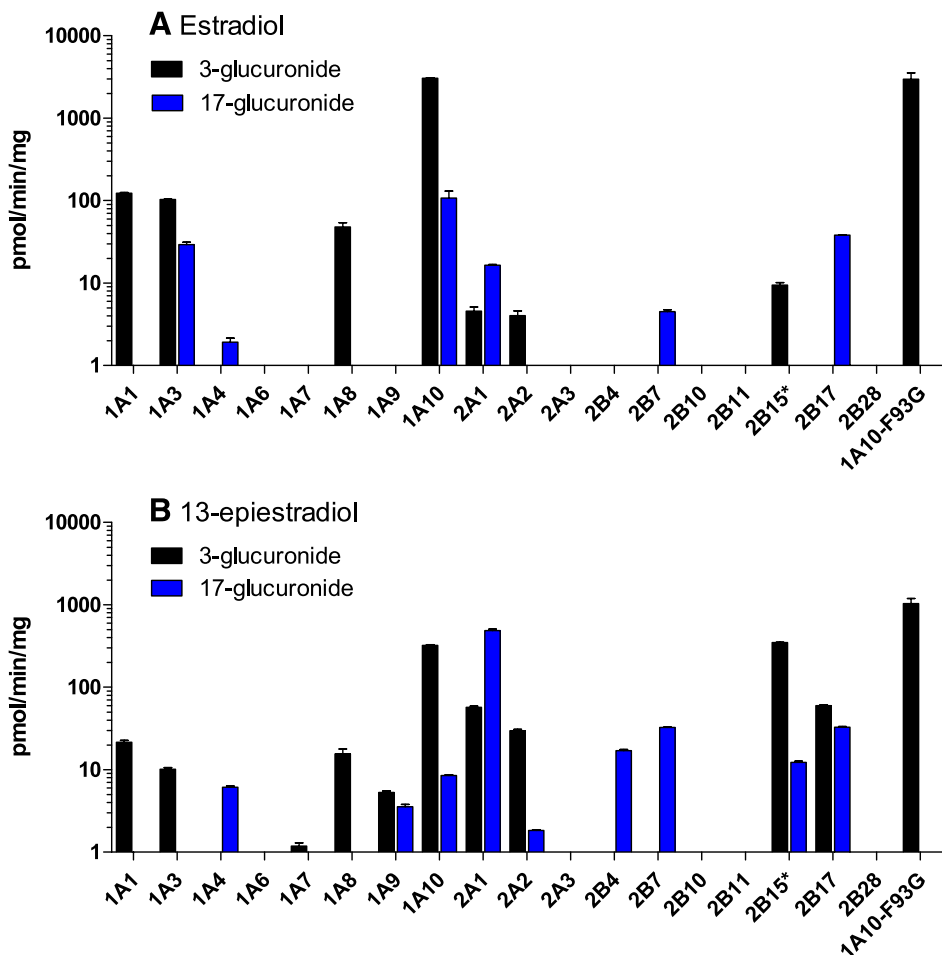 A Estradiol
3-glucuronide
17-glucuronide
pmol/min/mg
10000
1000
100
10
1
1A1 1A3 1A4 1A6 1A7 1A8 1A9 1A10 2A1 2A2 2A3 2B4 2B7 2B10 2B11 2B15* 2B17 2B28 1A10-F93G
B 13-epiestradiol
3-glucuronide
17-glucuronide
pmol/min/mg
10000
1000
100
10
1
1A1 1A3 1A4 1A6 1A7 1A8 1A9 1A10 2A1 2A2 2A3 2B4 2B7 2B10 2B11 2B15* 2B17 2B28 1A10-F93G